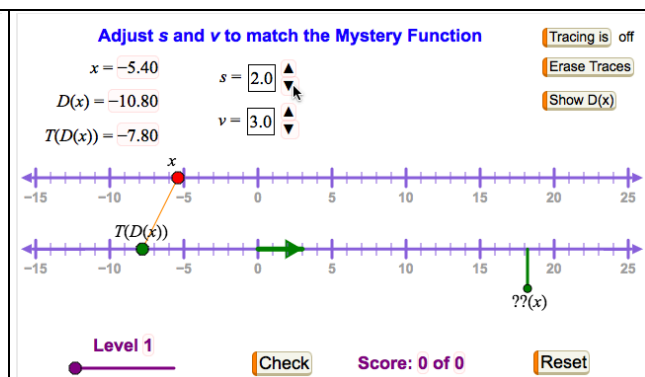 Adjust s and v to match the Mystery Function
Tracing is off
x = −5.40
s = 2.0
Erase Traces
D(x) = −10.80
Show D(x)
v = 3.0
T(D(x)) = −7.80
x
−15 −10 −5 0 5 10 15 20 25
T(D(x))
−15 −10 −5 0 5 10 15 20 25
??(x)
Level 1
Check
Score: 0 of 0
Reset